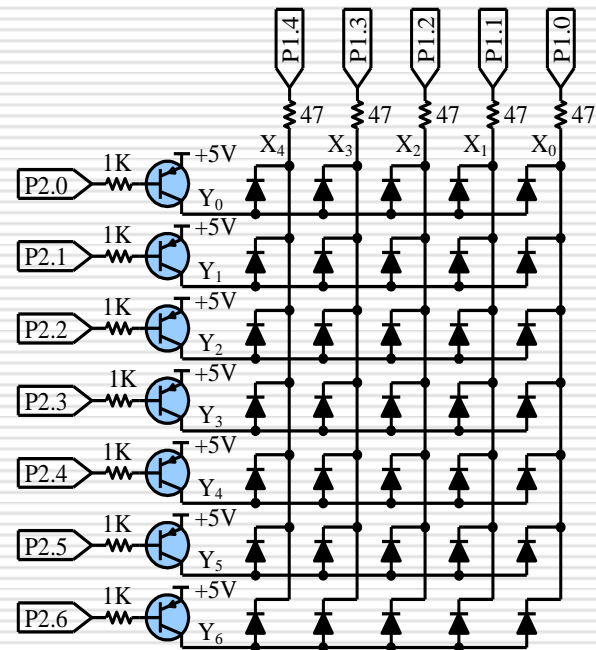 P1.4 P1.3 P1.2 P1.1 P1.0
47 47 47 47 47
X4 X3 X2 X1 X0
P2.0 1K +5V Y0
P2.1 1K +5V Y1
P2.2 1K +5V Y2
P2.3 1K +5V Y3
P2.4 1K +5V Y4
P2.5 1K +5V Y5
P2.6 1K +5V Y6